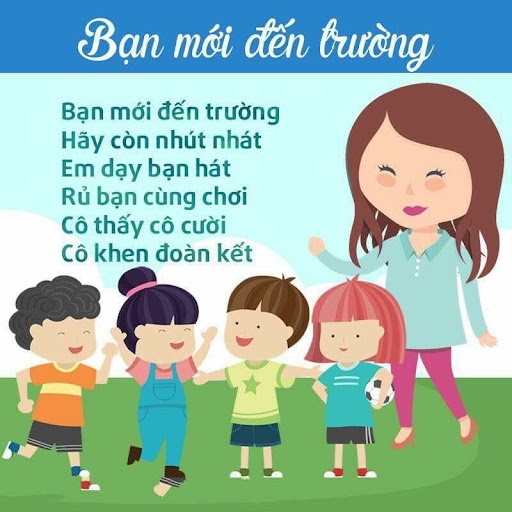 Bạn mới đến trường
Bạn mới đến trường
Hãy còn nhút nhát
Em dạy bạn hát
Rủ bạn cùng chơi
Cô thấy cô cười
Cô khen đoàn kết